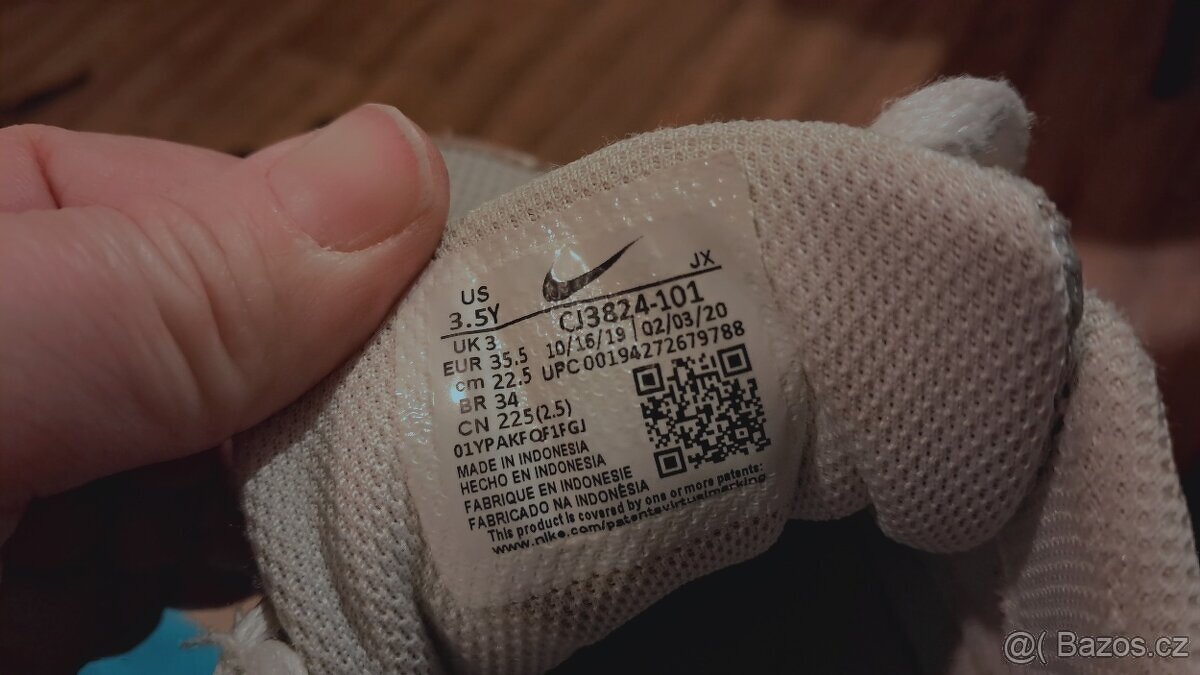 US
3.5Y
JX
UK 3
CJ3824-101
EUR 35.5
10/16/19 | 02/03/20
cm 22.5
UPC 00194272679788
BR 34
CN 225(2.5)
01YPAKFQF1FGJ
MADE IN INDONESIA
HECHO EN INDONESIA
FABRIQUE EN INDONESIE
FABRICADO NA INDONÊSIA
This product is covered by one or more patents:
www.nike.com/patentsvirtualmarking
@( Bazos.cz